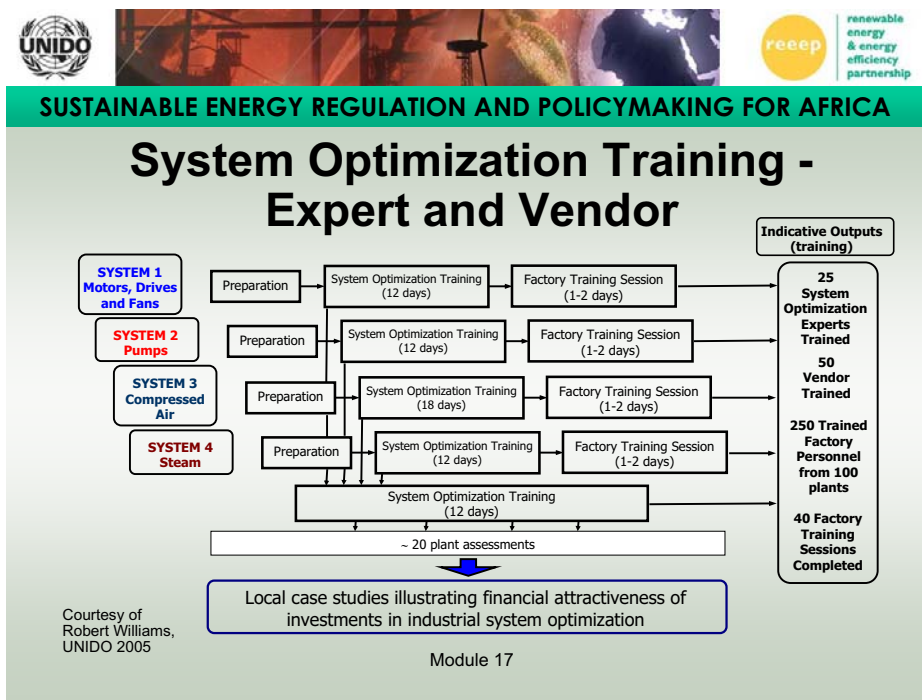 UNIDO
reeep
renewable
energy
& energy
efficiency
partnership
SUSTAINABLE ENERGY REGULATION AND POLICYMAKING FOR AFRICA
System Optimization Training -
Expert and Vendor
Indicative Outputs
(training)
SYSTEM 1
Motors, Drives
and Fans
Preparation
System Optimization Training
(12 days)
Factory Training Session
(1-2 days)
SYSTEM 2
Pumps
Preparation
System Optimization Training
(12 days)
Factory Training Session
(1-2 days)
SYSTEM 3
Compressed
Air
Preparation
System Optimization Training
(18 days)
Factory Training Session
(1-2 days)
SYSTEM 4
Steam
Preparation
System Optimization Training
(12 days)
Factory Training Session
(1-2 days)
System Optimization Training
(12 days)
25
System
Optimization
Experts
Trained
50
Vendor
Trained
250 Trained
Factory
Personnel
from 100
plants
40 Factory
Training
Sessions
Completed
~ 20 plant assessments
Local case studies illustrating financial attractiveness of
investments in industrial system optimization
Courtesy of
Robert Williams,
UNIDO 2005
Module 17